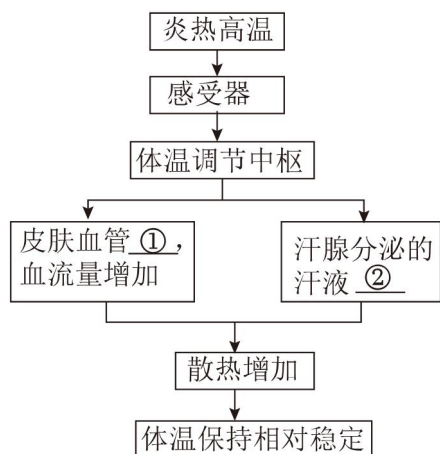 炎热高温
感受器
体温调节中枢
皮肤血管①,
血流量增加
汗腺分泌的
汗液②
散热增加
体温保持相对稳定